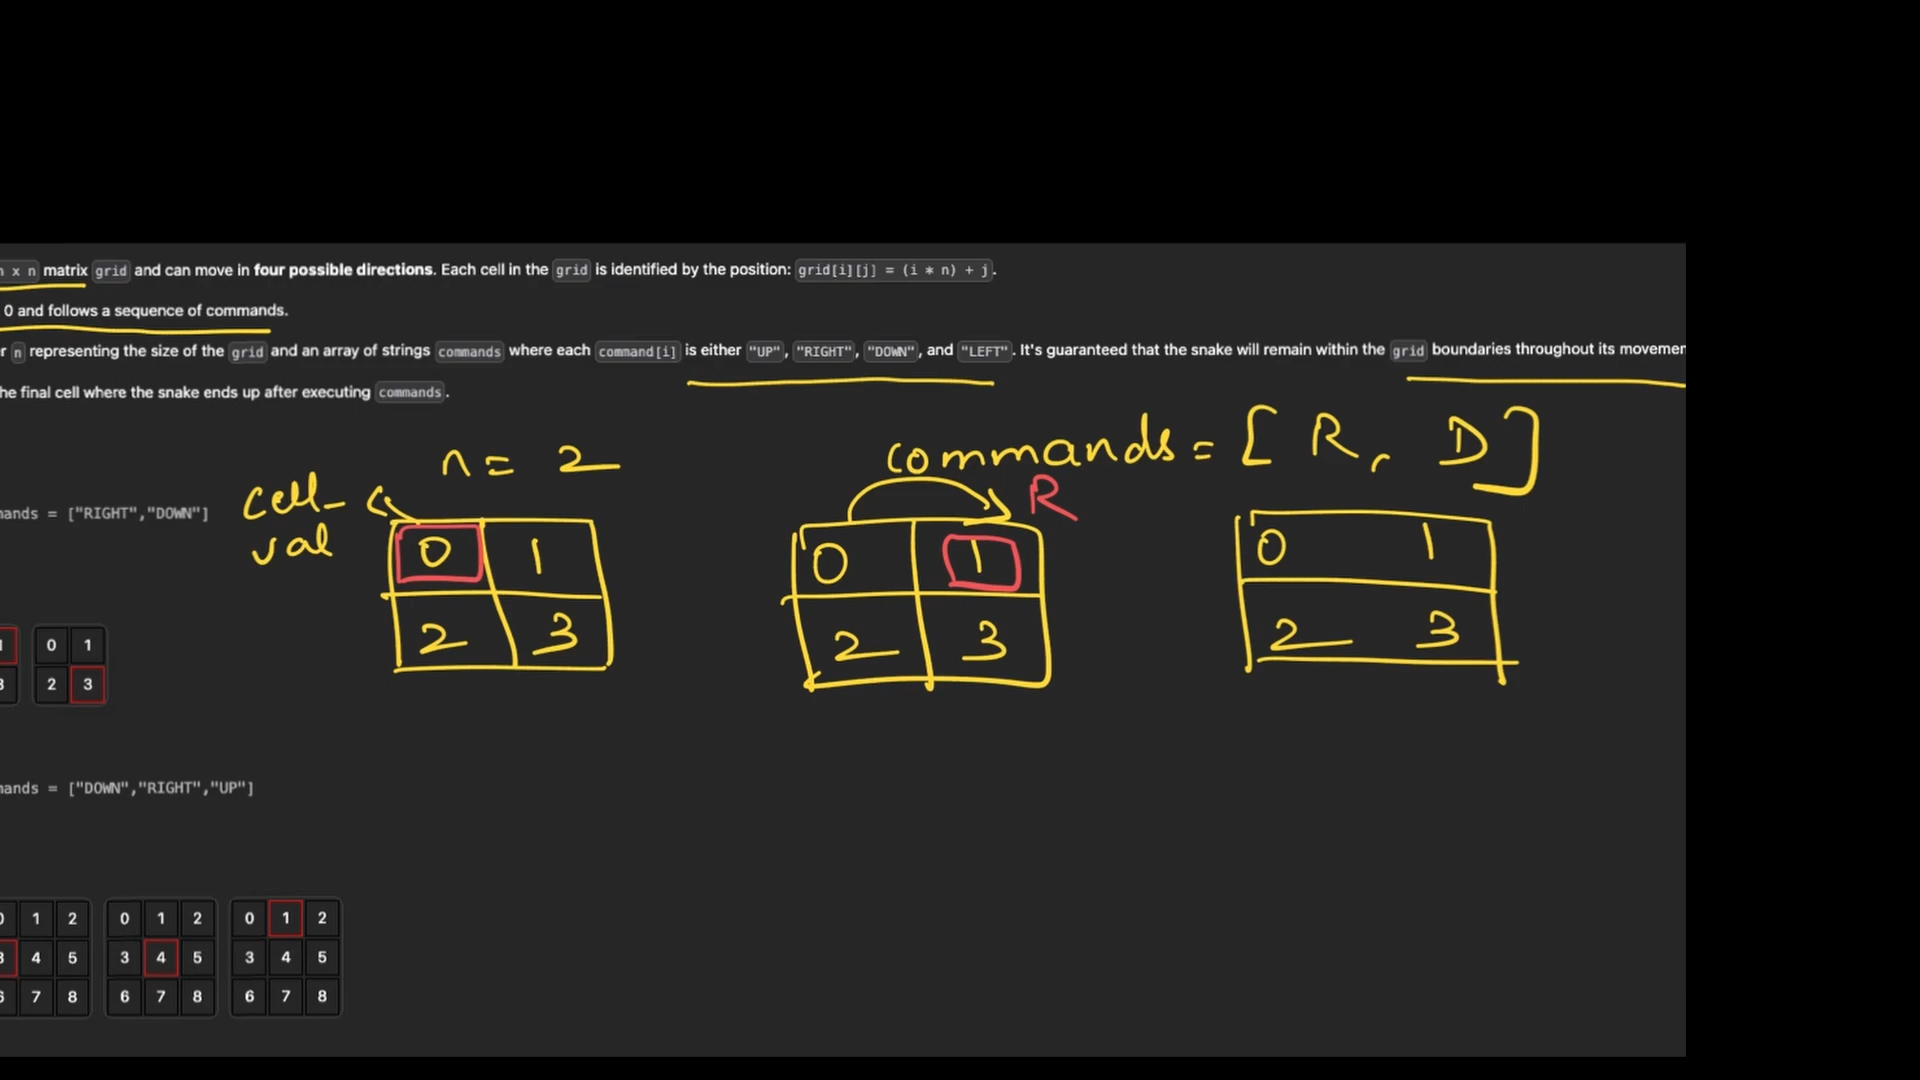 n x n matrix grid and can move in four possible directions. Each cell in the grid is identified by the position: grid[i][j] = (i * n) + j.
0 and follows a sequence of commands.
r n representing the size of the grid and an array of strings commands where each command[i] is either "UP", "RIGHT", "DOWN", and "LEFT". It's guaranteed that the snake will remain within the grid boundaries throughout its movemen
he final cell where the snake ends up after executing commands.
n = 2
commands = [ R, D ]
cell-
val
R
mands = ["RIGHT","DOWN"]
0 1
2 3
0 1
2 3
0 1
2 3
1 0 1
3 2 3
mands = ["DOWN","RIGHT","UP"]
0 1 2 0 1 2 0 1 2
3 4 5 3 4 5 3 4 5
6 7 8 6 7 8 6 7 8